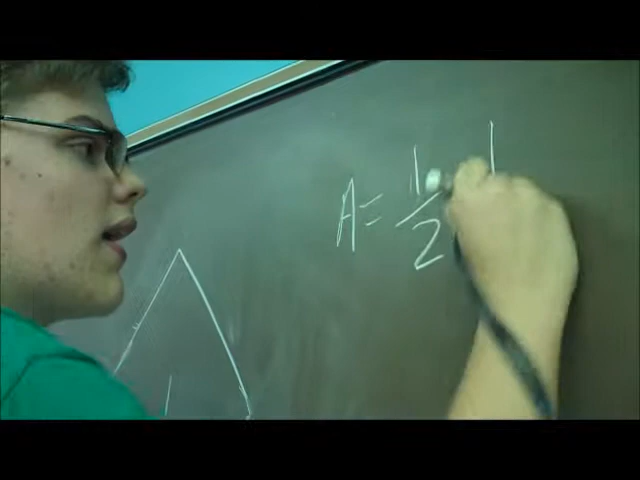 A = 1/2